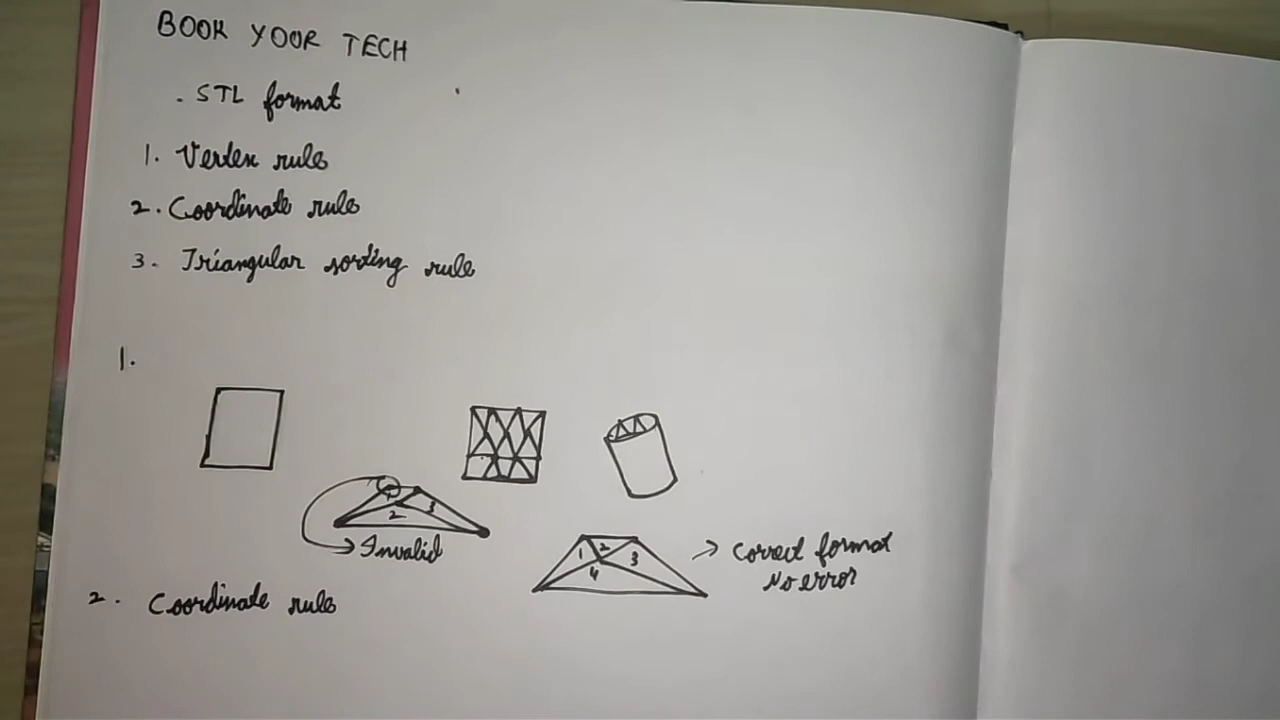 BOOK YOUR TECH
. STL format
1. Vertex rule
2. Coordinate rule
3. Triangular sorting rule
1.
1
2
3
Invalid
1
2
3
4
→ Correct format
No error
2. Coordinate rule